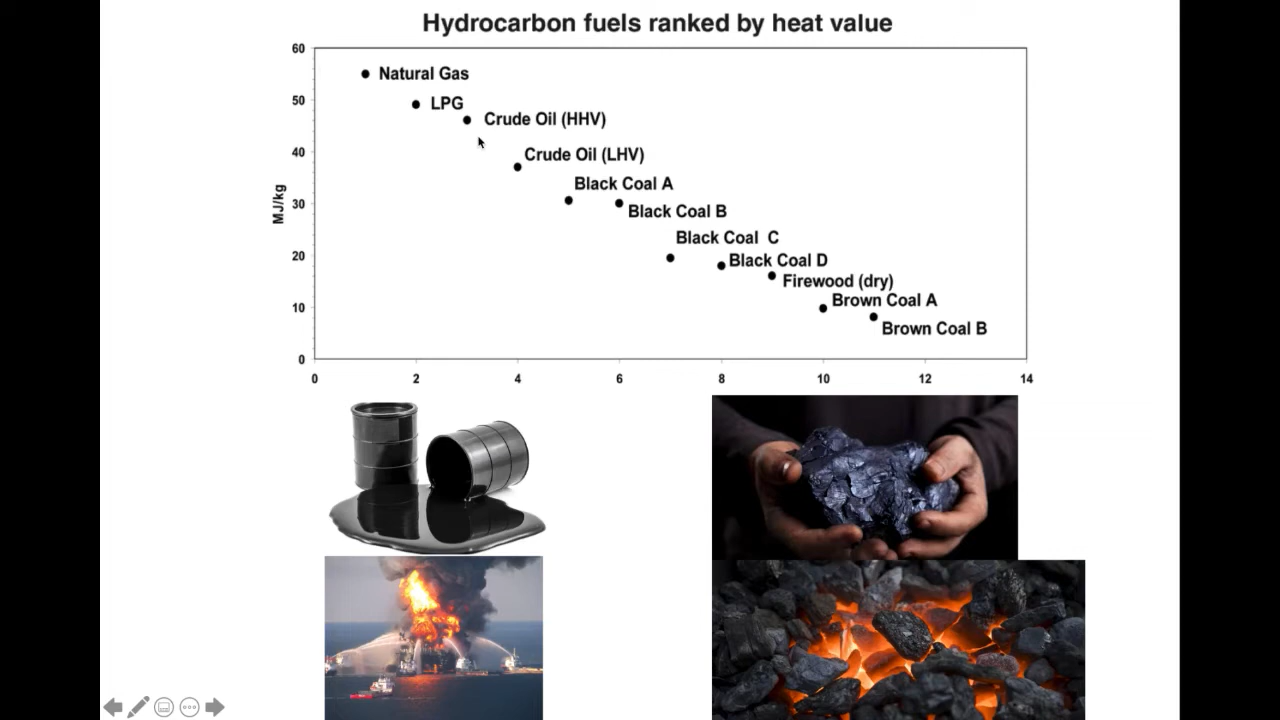 Hydrocarbon fuels ranked by heat value
60
Natural Gas
50
LPG
Crude Oil (HHV)
40
Crude Oil (LHV)
Black Coal A
MJ/kg
30
Black Coal B
Black Coal  C
20
Black Coal D
Firewood (dry)
Brown Coal A
10
Brown Coal B
0
0 2 4 6 8 10 12 14